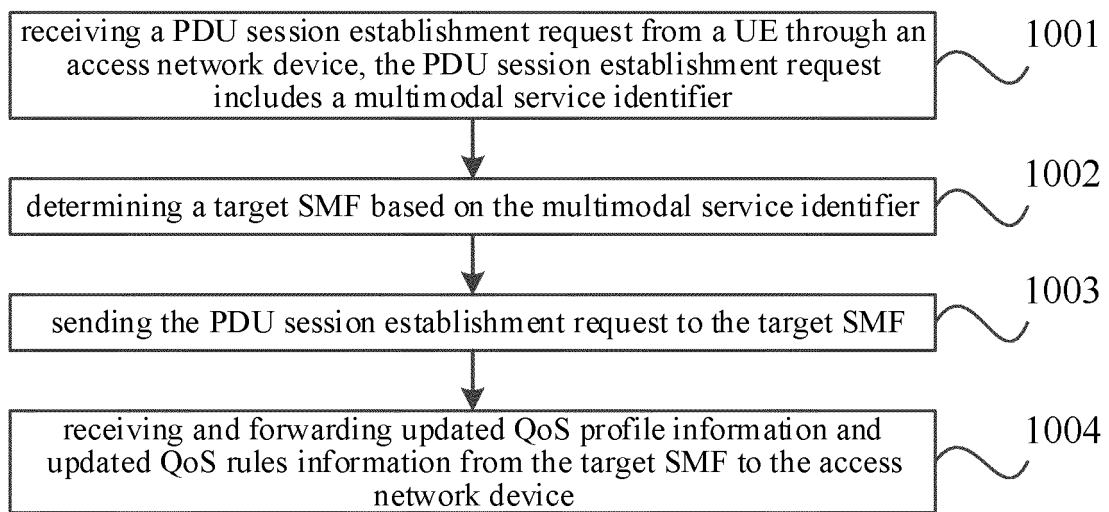 receiving a PDU session establishment request from a UE through an
access network device, the PDU session establishment request
includes a multimodal service identifier
1001
determining a target SMF based on the multimodal service identifier
1002
sending the PDU session establishment request to the target SMF
1003
receiving and forwarding updated QoS profile information and
updated QoS rules information from the target SMF to the access
network device
1004